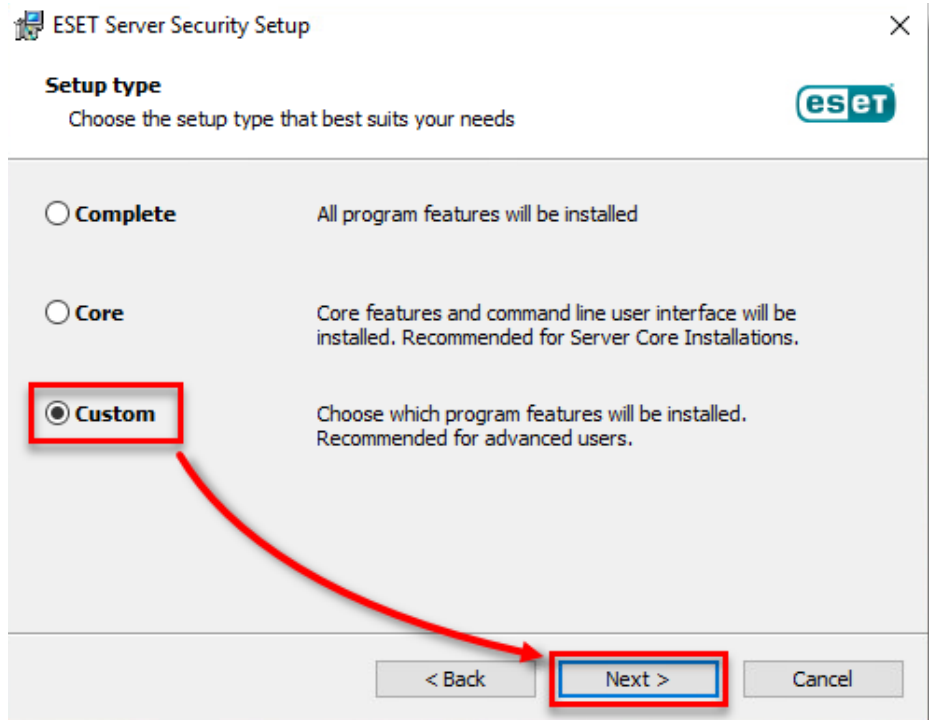 ESET Server Security Setup
Setup type
Choose the setup type that best suits your needs
eseT
Complete
All program features will be installed
Core
Core features and command line user interface will be
installed. Recommended for Server Core Installations.
Custom
Choose which program features will be installed.
Recommended for advanced users.
< Back
Next >
Cancel